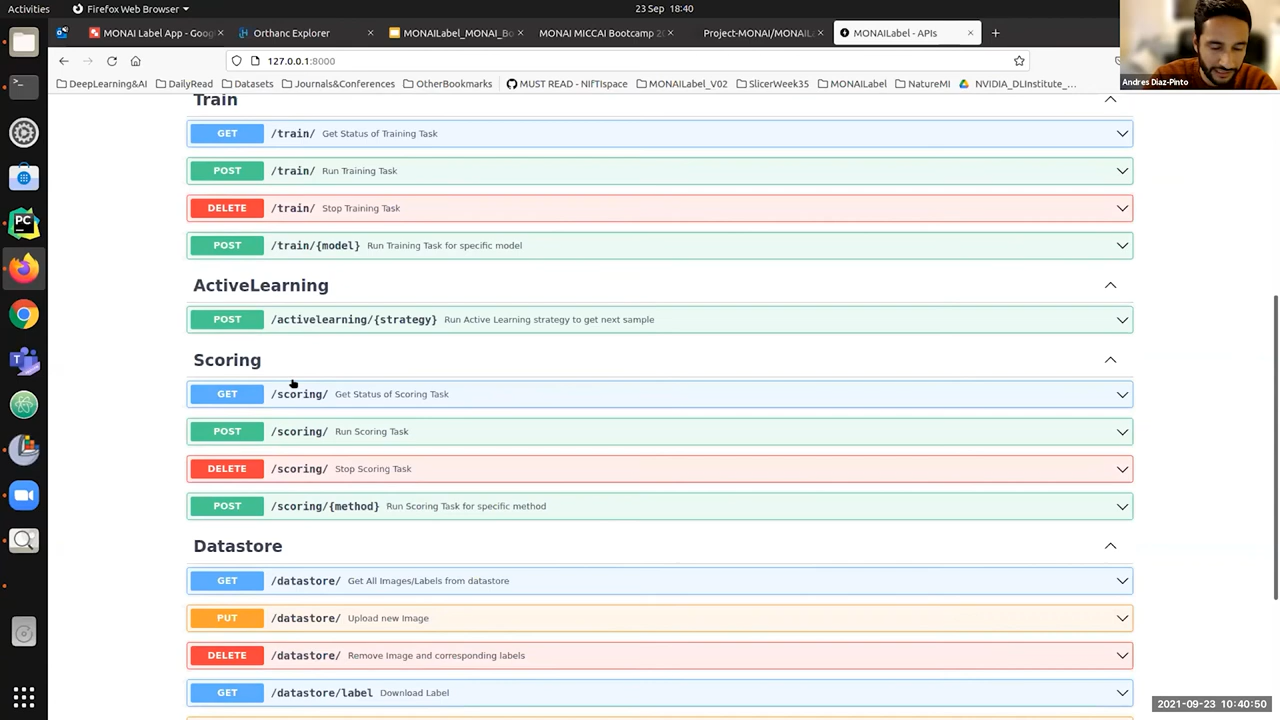 Activities
Firefox Web Browser
23 Sep 18:40
MONAI Label App - Goog
Orthanc Explorer
MONAILabel_MONAI_Bo
MONAI MICCAI Bootcamp 20
Project-MONAI/MONAIL
MONAILabel - APIs
127.0.0.1:8000
DeepLearning&AI
DailyRead
Datasets
Journals&Conferences
OtherBookmarks
MUST READ - NIfTIspace
MONAILabel_V02
SlicerWeek35
MONAILabel
NatureMI
NVIDIA_DLInstitute_...
Andres Diaz-Pinto
Train
GET /train/ Get Status of Training Task
POST /train/ Run Training Task
DELETE /train/ Stop Training Task
POST /train/{model} Run Training Task for specific model
ActiveLearning
POST /activelearning/{strategy} Run Active Learning strategy to get next sample
Scoring
GET /scoring/ Get Status of Scoring Task
POST /scoring/ Run Scoring Task
DELETE /scoring/ Stop Scoring Task
POST /scoring/{method} Run Scoring Task for specific method
Datastore
GET /datastore/ Get All Images/Labels from datastore
PUT /datastore/ Upload new Image
DELETE /datastore/ Remove Image and corresponding labels
GET /datastore/label Download Label
PC
2021-09-23 10:40:50